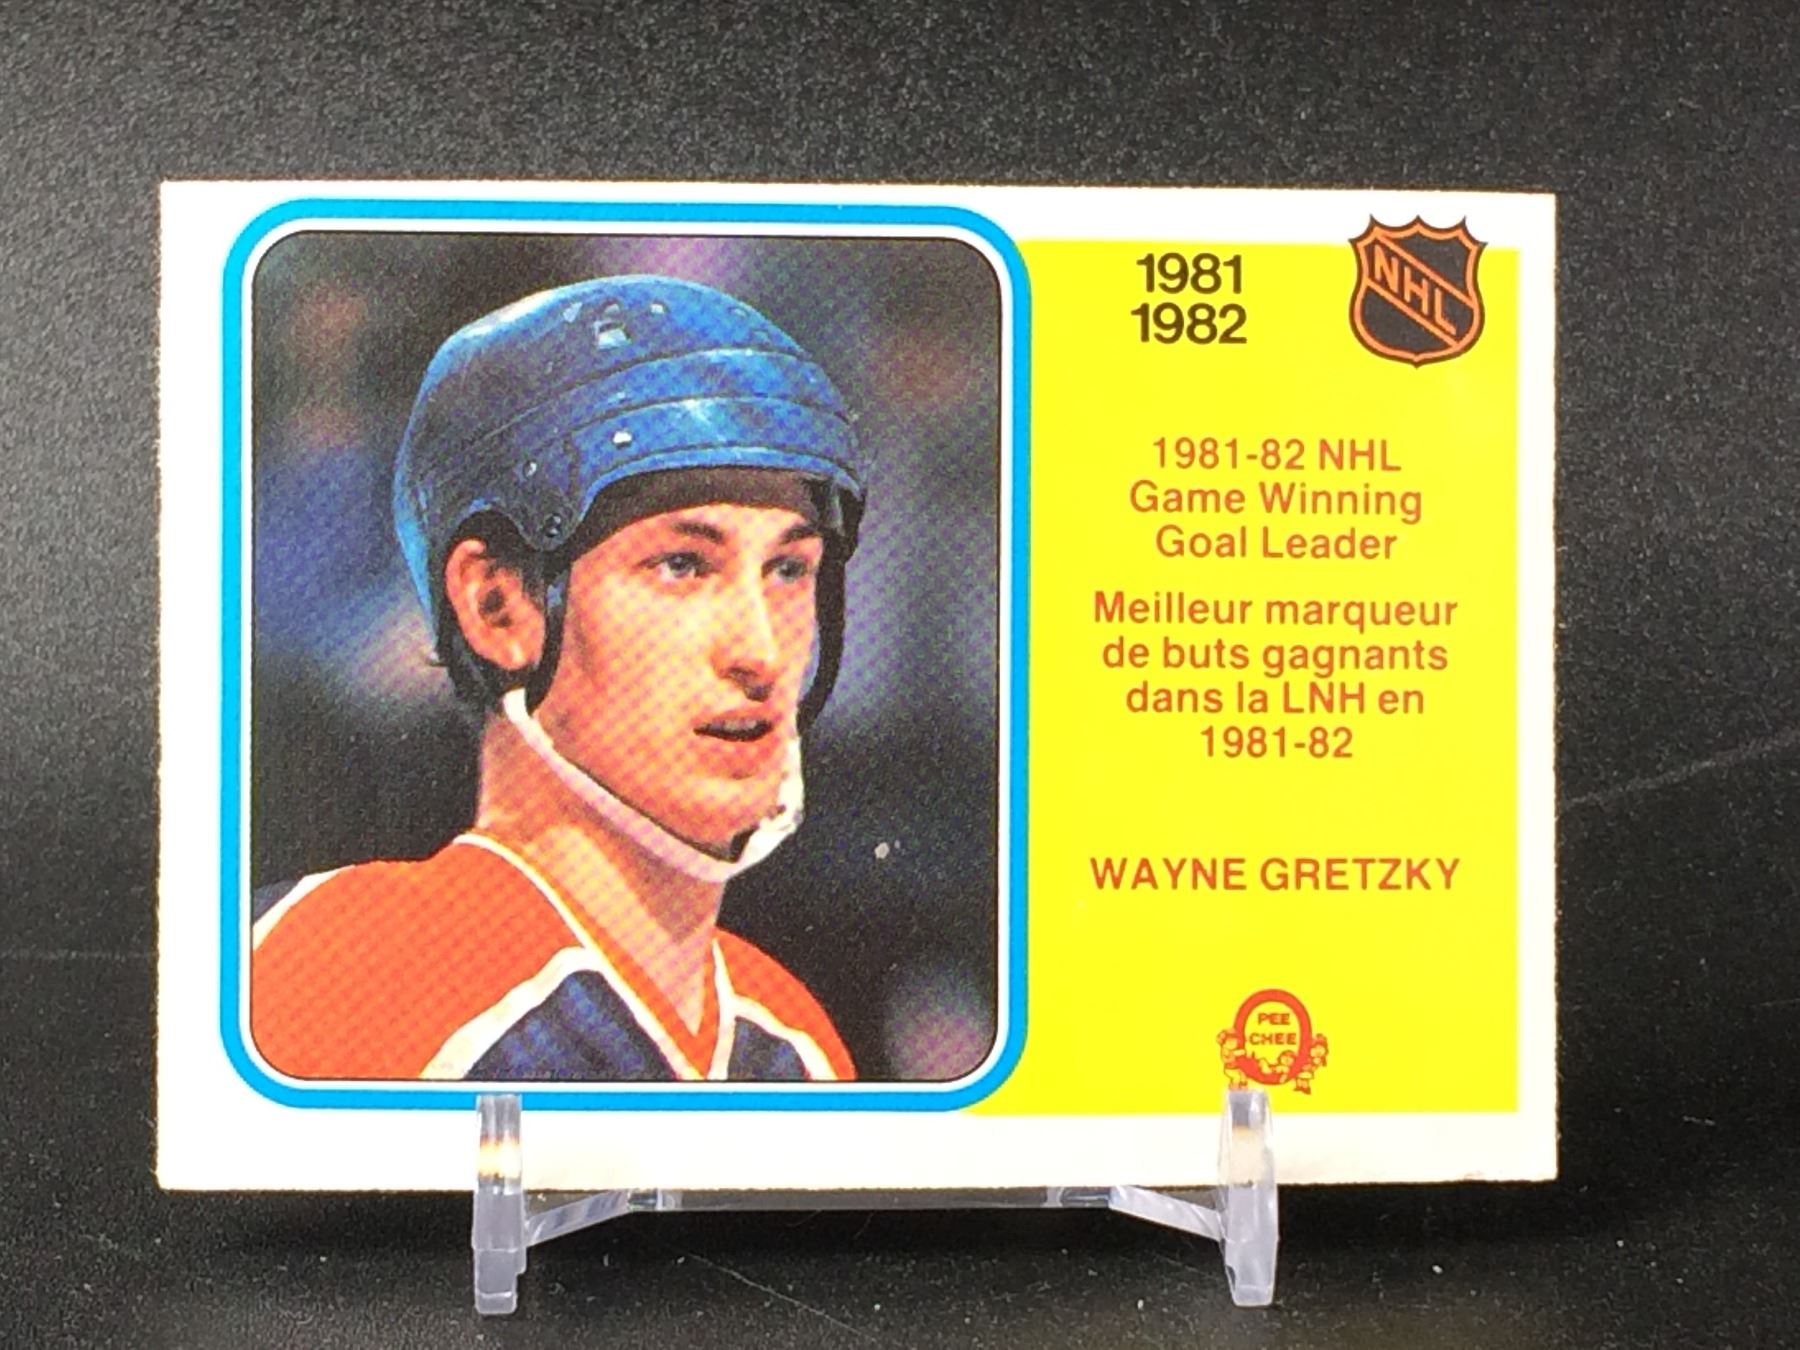 1981
1982
NHL
1981-82 NHL
Game Winning
Goal Leader
Meilleur marqueur
de buts gagnants
dans la LNH en
1981-82
WAYNE GRETZKY
PEE
CHEE